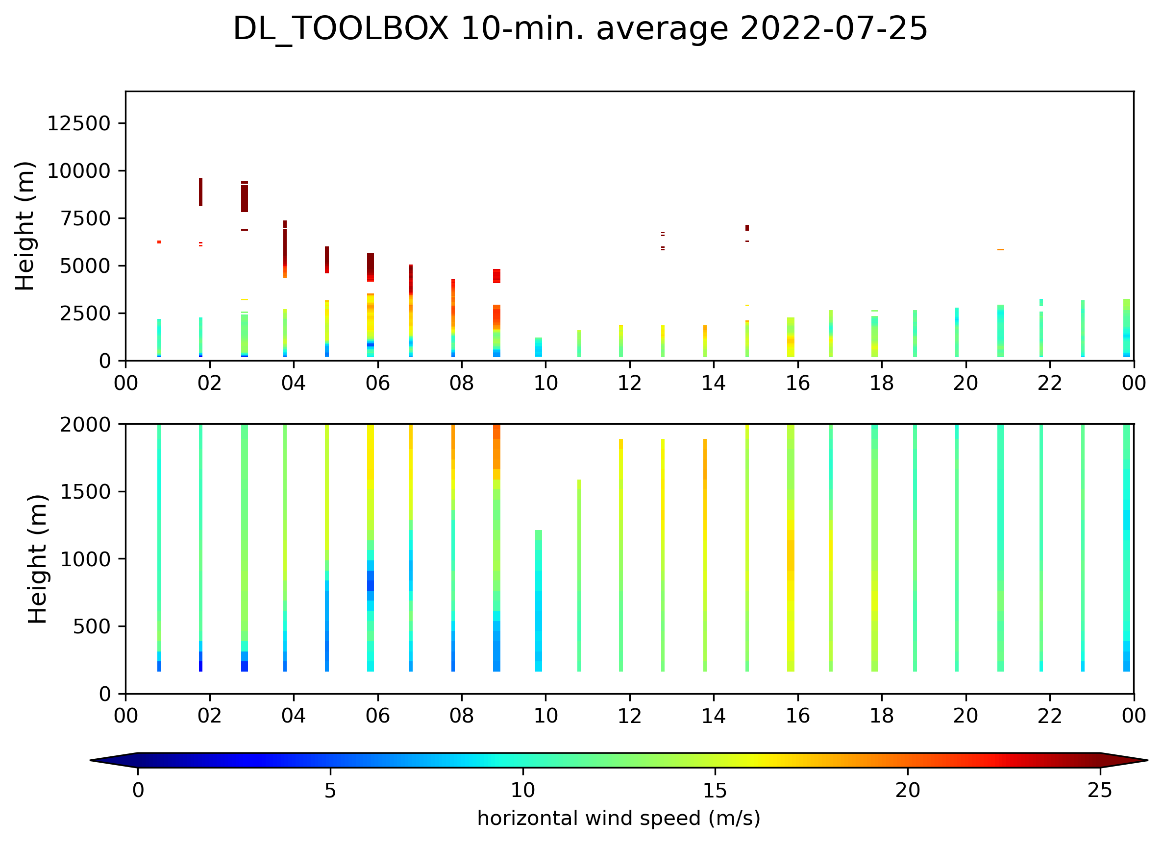 DL_TOOLBOX 10-min. average 2022-07-25
Height (m)
12500
10000
7500
5000
2500
0
00 02 04 06 08 10 12 14 16 18 20 22 00
Height (m)
2000
1500
1000
500
0
00 02 04 06 08 10 12 14 16 18 20 22 00
0 5 10 15 20 25
horizontal wind speed (m/s)